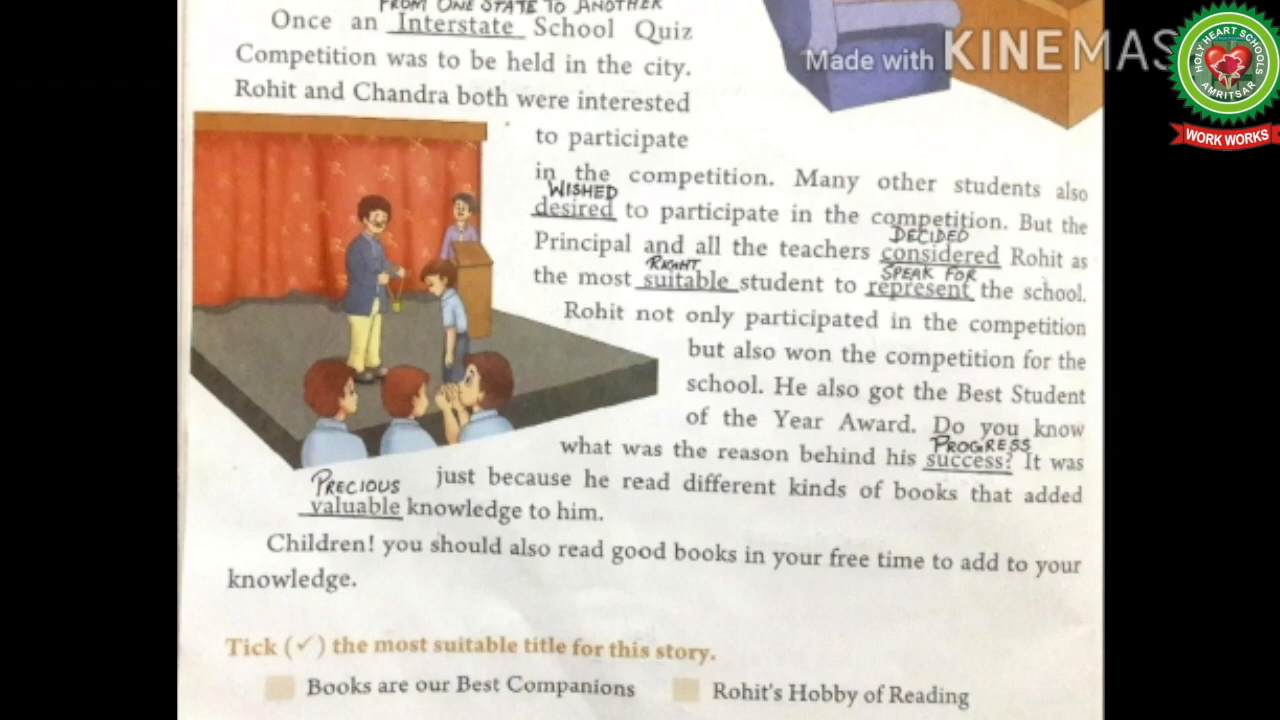 FROM ONE STATE TO ANOTHER
Once an Interstate School Quiz
Competition was to be held in the city.
Rohit and Chandra both were interested
to participate
in the competition. Many other students also
WISHED
desired to participate in the competition. But the
DECIDED
Principal and all the teachers considered Rohit as
RIGHT SPEAK FOR
the most suitable student to represent the school.
Rohit not only participated in the competition
but also won the competition for the
school. He also got the Best Student
of the Year Award. Do you know
PROGRESS
what was the reason behind his success? It was
PRECIOUS
just because he read different kinds of books that added
valuable knowledge to him.
Children! you should also read good books in your free time to add to your
knowledge.
Tick (✓) the most suitable title for this story.
Books are our Best Companions
Rohit's Hobby of Reading
Made with KINEMAS
HOLY HEART SCHOOLS
AMRITSAR
WORK WORKS